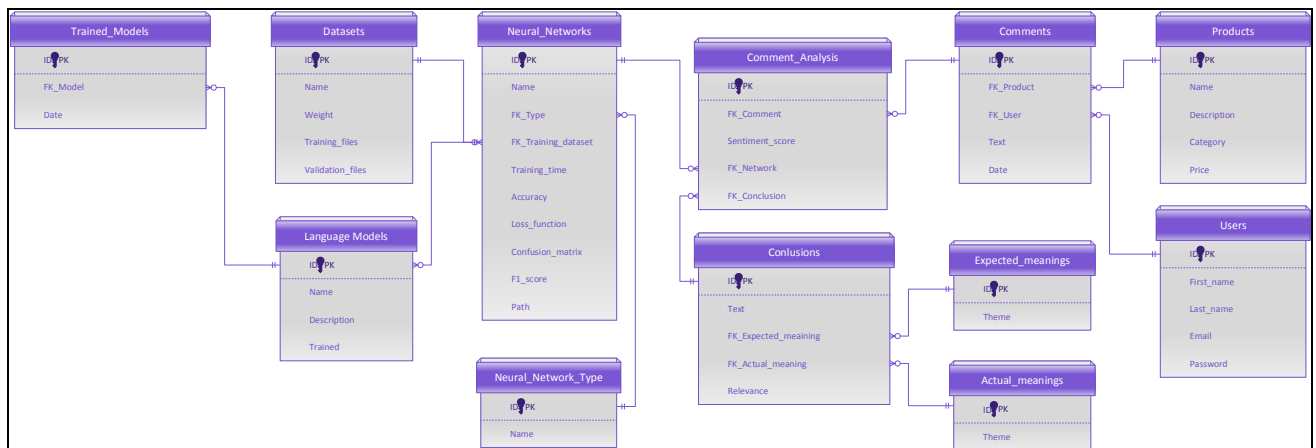 Trained_Models
ID PK
FK_Model
Date
Datasets
ID PK
Name
Weight
Training_files
Validation_files
Language Models
ID PK
Name
Description
Trained
Neural_Networks
ID PK
Name
FK_Type
FK_Training_dataset
Training_time
Accuracy
Loss_function
Confusion_matrix
F1_score
Path
Neural_Network_Type
ID PK
Name
Comment_Analysis
ID PK
FK_Comment
Sentiment_score
FK_Network
FK_Conclusion
Conlusions
ID PK
Text
FK_Expected_meaining
FK_Actual_meaning
Relevance
Comments
ID PK
FK_Product
FK_User
Text
Date
Expected_meanings
ID PK
Theme
Actual_meanings
ID PK
Theme
Products
ID PK
Name
Description
Category
Price
Users
ID PK
First_name
Last_name
Email
Password